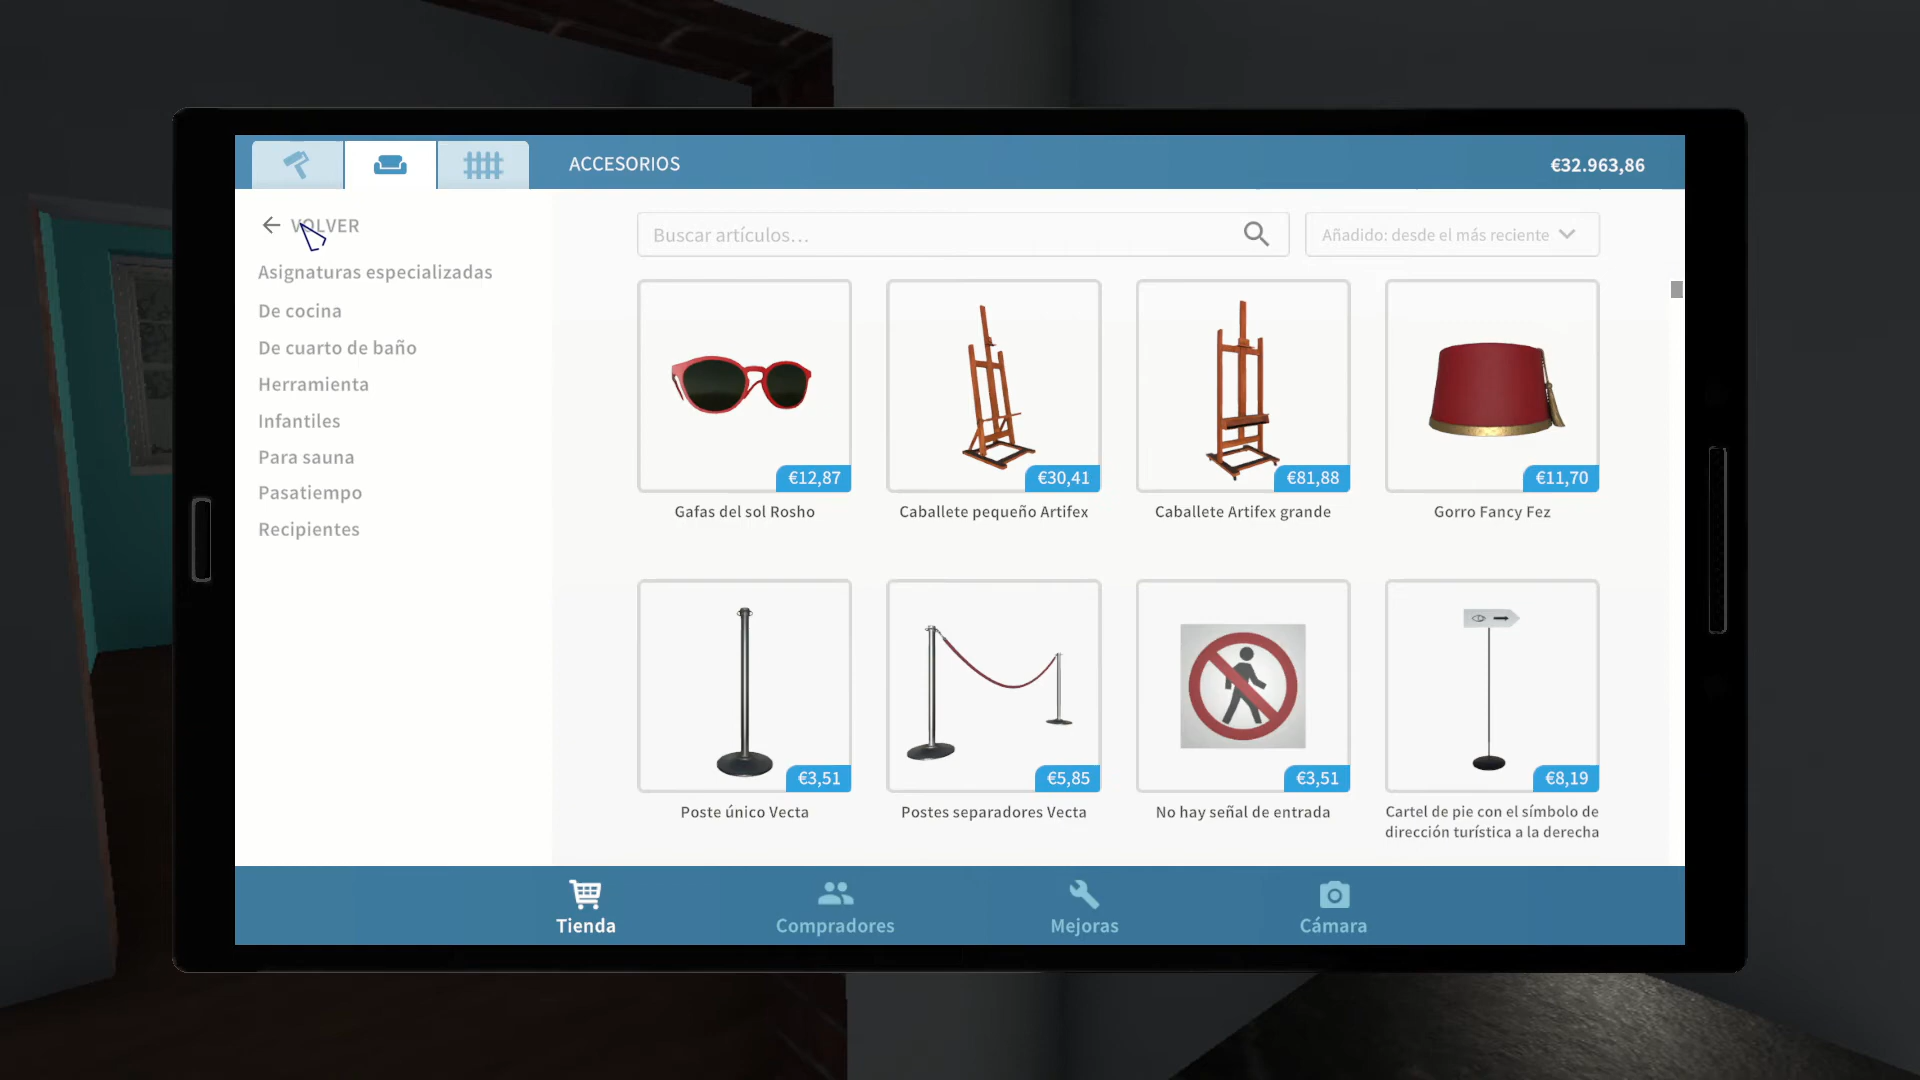 ACCESORIOS
€32.963,86
VOLVER
Asignaturas especializadas
De cocina
De cuarto de baño
Herramienta
Infantiles
Para sauna
Pasatiempo
Recipientes
Buscar artículos...
Añadido: desde el más reciente
€12,87
€30,41
€81,88
€11,70
Gafas del sol Rosho
Caballete pequeño Artifex
Caballete Artifex grande
Gorro Fancy Fez
€3,51
€5,85
€3,51
€8,19
Poste único Vecta
Postes separadores Vecta
No hay señal de entrada
Cartel de pie con el símbolo de
dirección turística a la derecha
Tienda
Compradores
Mejoras
Cámara